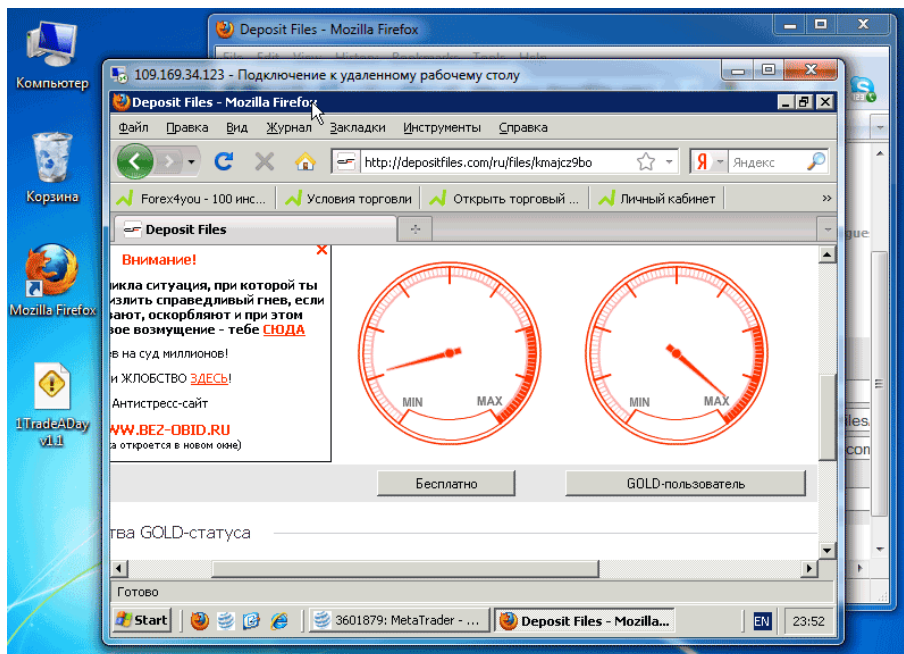 Deposit Files - Mozilla Firefox
Компьютер
Корзина
Mozilla Firefox
1TradeADay
v1.1
109.169.34.123 - Подключение к удаленному рабочему столу
Deposit Files - Mozilla Firefox
Файл Правка Вид Журнал Закладки Инструменты Справка
http://depositfiles.com/ru/files/kmajcz9bo
Яндекс
Forex4you - 100 инс... Условия торговли Открыть торговый ... Личный кабинет »
Deposit Files
Внимание!
икла ситуация, при которой ты
излить справедливый гнев, если
вают, оскорбляют и при этом
вое возмущение - тебе СЮДА
в на суд миллионов!
и ЖЛОБСТВО ЗДЕСЬ!
Антистресс-сайт
WW.BEZ-OBID.RU
а откроется в новом окне)
MIN MAX
MIN MAX
Бесплатно
GOLD-пользователь
тва GOLD-статуса
Готово
Start
3601879: MetaTrader - ...
Deposit Files - Mozilla...
EN
23:52
gue
iles.
con